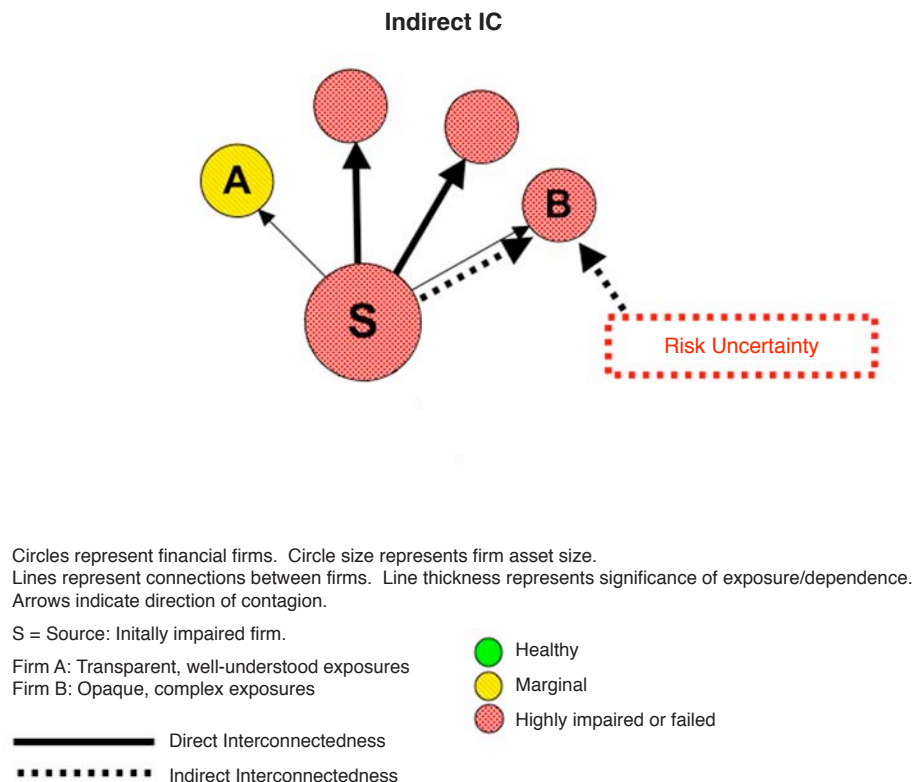 Indirect IC
A
B
S
Risk Uncertainty
Circles represent financial firms. Circle size represents firm asset size.
Lines represent connections between firms. Line thickness represents significance of exposure/dependence.
Arrows indicate direction of contagion.
S = Source: Initally impaired firm.
Firm A: Transparent, well-understood exposures
Firm B: Opaque, complex exposures
Healthy
Marginal
Highly impaired or failed
Direct Interconnectedness
Indirect Interconnectedness